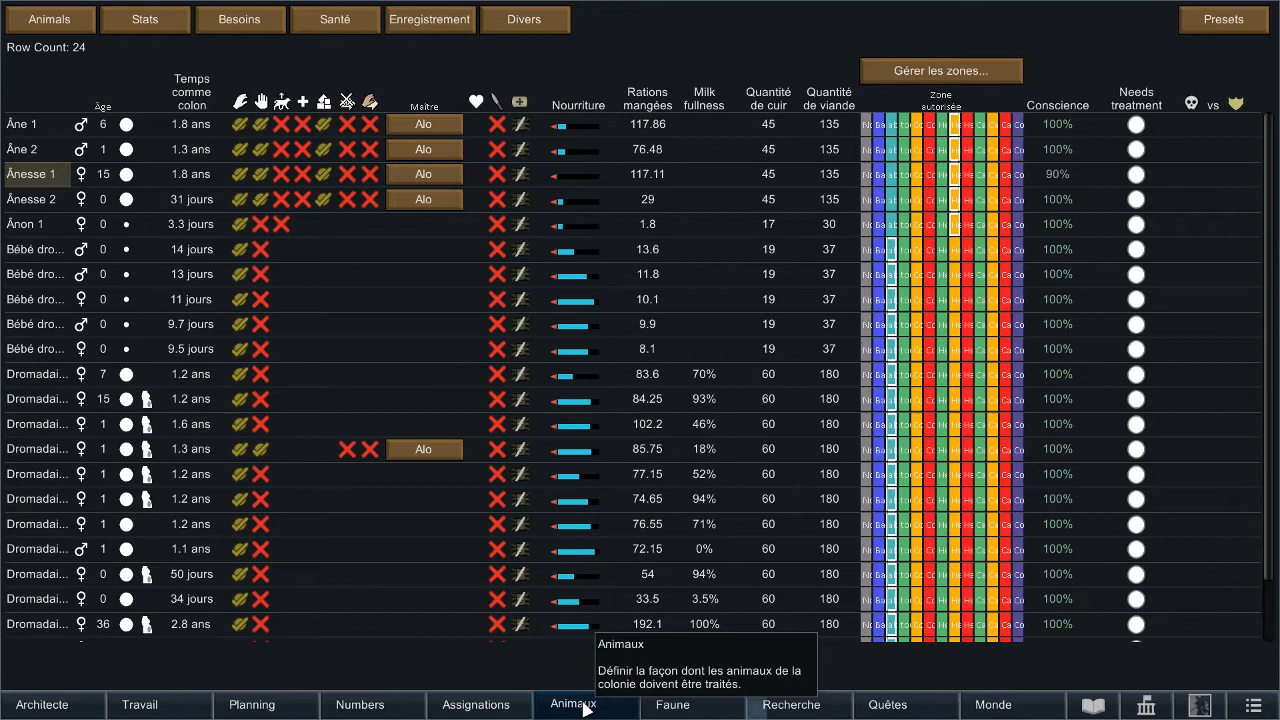 Animals Stats Besoins Santé Enregistrement Divers Presets
Row Count: 24
Gérer les zones...
Âge Temps comme colon Maître Nourriture Rations mangées Milk fullness Quantité de cuir Quantité de viande Zone autorisée Conscience Needs treatment vs
Âne 1 6 1.8 ans Alo 117.86 45 135 100%
Âne 2 1 1.3 ans Alo 76.48 45 135 100%
Ânesse 1 15 1.8 ans Alo 117.11 45 135 90%
Ânesse 2 0 31 jours Alo 29 45 135 100%
Ânon 1 0 3.3 jours 1.8 17 30 100%
Bébé dro... 0 14 jours 13.6 19 37 100%
Bébé dro... 0 13 jours 11.8 19 37 100%
Bébé dro... 0 11 jours 10.1 19 37 100%
Bébé dro... 0 9.7 jours 9.9 19 37 100%
Bébé dro... 0 9.5 jours 8.1 19 37 100%
Dromadai... 7 1.2 ans 83.6 70% 60 180 100%
Dromadai... 15 1.2 ans 84.25 93% 60 180 100%
Dromadai... 1 1.6 ans 102.2 46% 60 180 100%
Dromadai... 1 1.3 ans Alo 85.75 18% 60 180 100%
Dromadai... 1 1.2 ans 77.15 52% 60 180 100%
Dromadai... 1 1.2 ans 74.65 94% 60 180 100%
Dromadai... 1 1.2 ans 76.55 71% 60 180 100%
Dromadai... 1 1.1 ans 72.15 0% 60 180 100%
Dromadai... 0 50 jours 54 94% 60 180 100%
Dromadai... 0 34 jours 33.5 3.5% 60 180 100%
Dromadai... 36 2.8 ans 192.1 100% 60 180 100%
Animaux
Définir la façon dont les animaux de la
colonie doivent être traités.
Architecte Travail Planning Numbers Assignations Animaux Faune Recherche Quêtes Monde